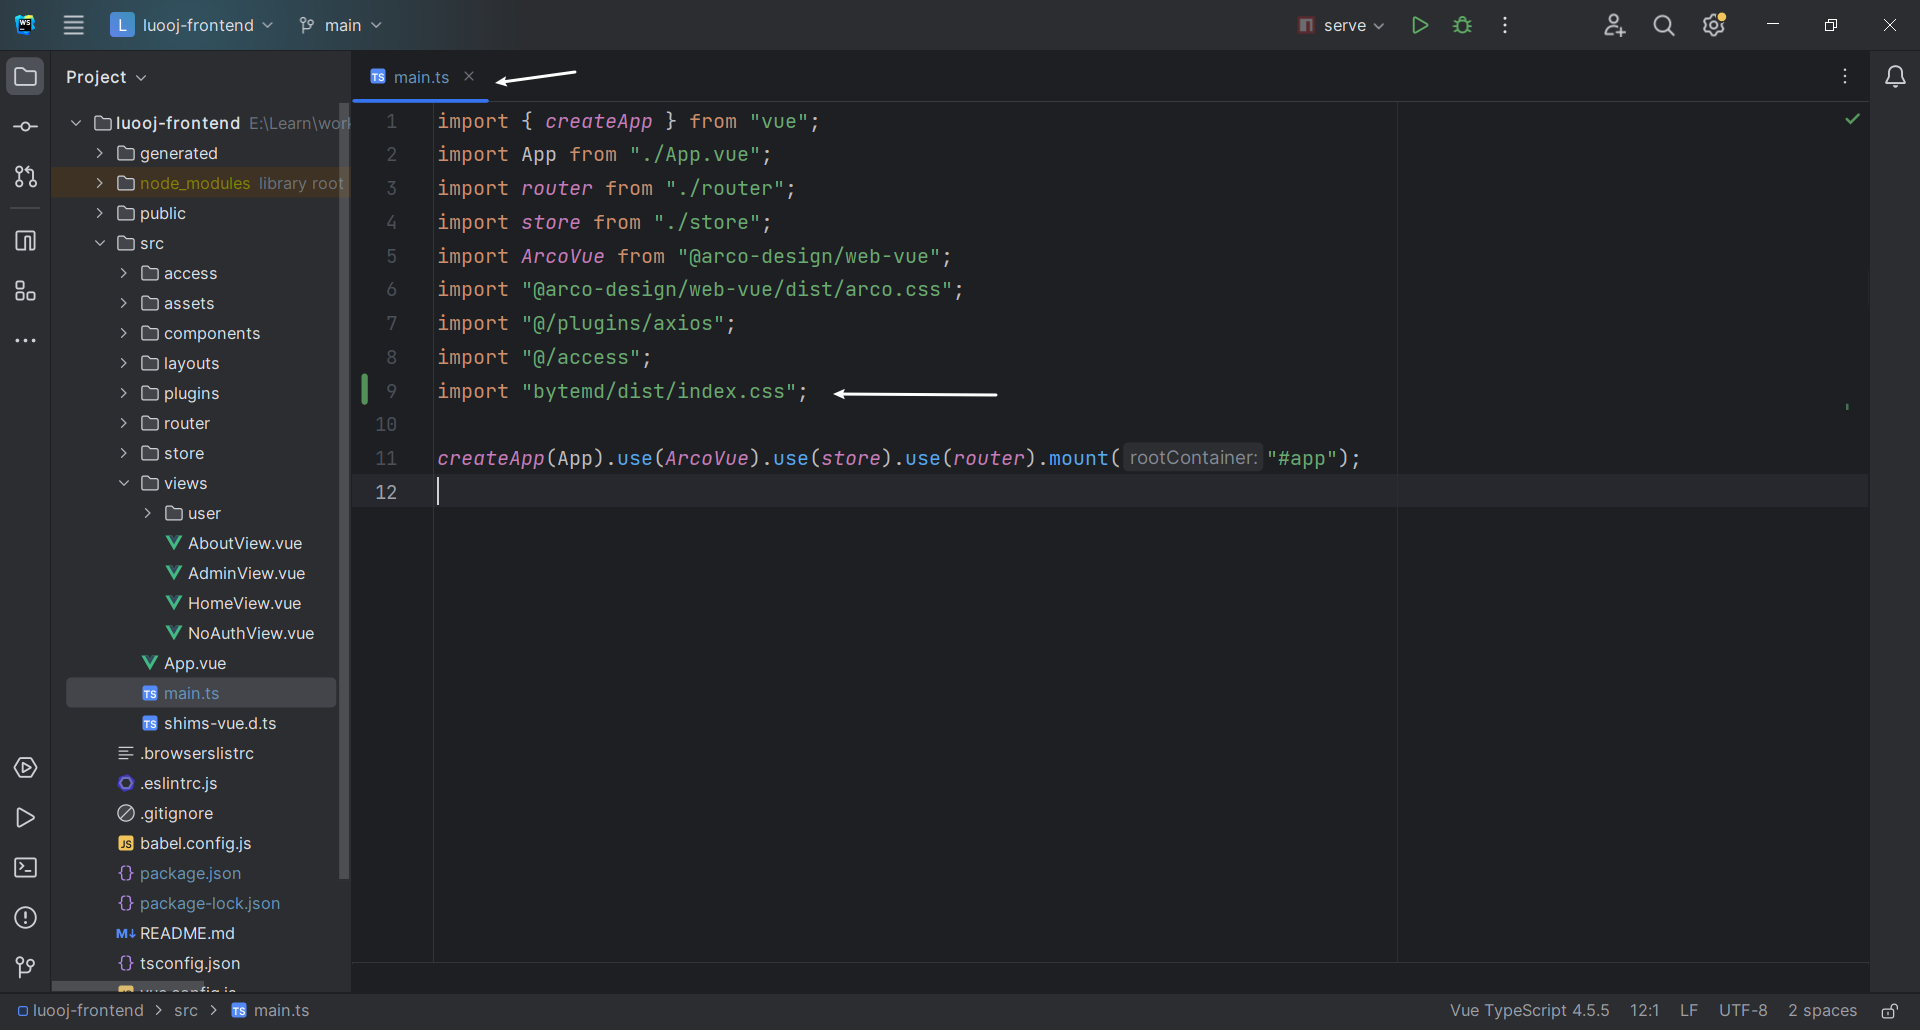 WS
L luooj-frontend
main
serve
Project
TS main.ts
luooj-frontend E:\Learn\work
generated
node_modules library root
public
src
access
assets
components
layouts
plugins
router
store
views
user
AboutView.vue
AdminView.vue
HomeView.vue
NoAuthView.vue
App.vue
TS main.ts
TS shims-vue.d.ts
.browserslistrc
.eslintrc.js
.gitignore
JS babel.config.js
{} package.json
{} package-lock.json
M↓ README.md
{} tsconfig.json
1 import { createApp } from "vue";
2 import App from "./App.vue";
3 import router from "./router";
4 import store from "./store";
5 import ArcoVue from "@arco-design/web-vue";
6 import "@arco-design/web-vue/dist/arco.css";
7 import "@/plugins/axios";
8 import "@/access";
9 import "bytemd/dist/index.css";
10
11 createApp(App).use(ArcoVue).use(store).use(router).mount( rootContainer: "#app");
12
luooj-frontend > src > TS main.ts
Vue TypeScript 4.5.5 12:1 LF UTF-8 2 spaces